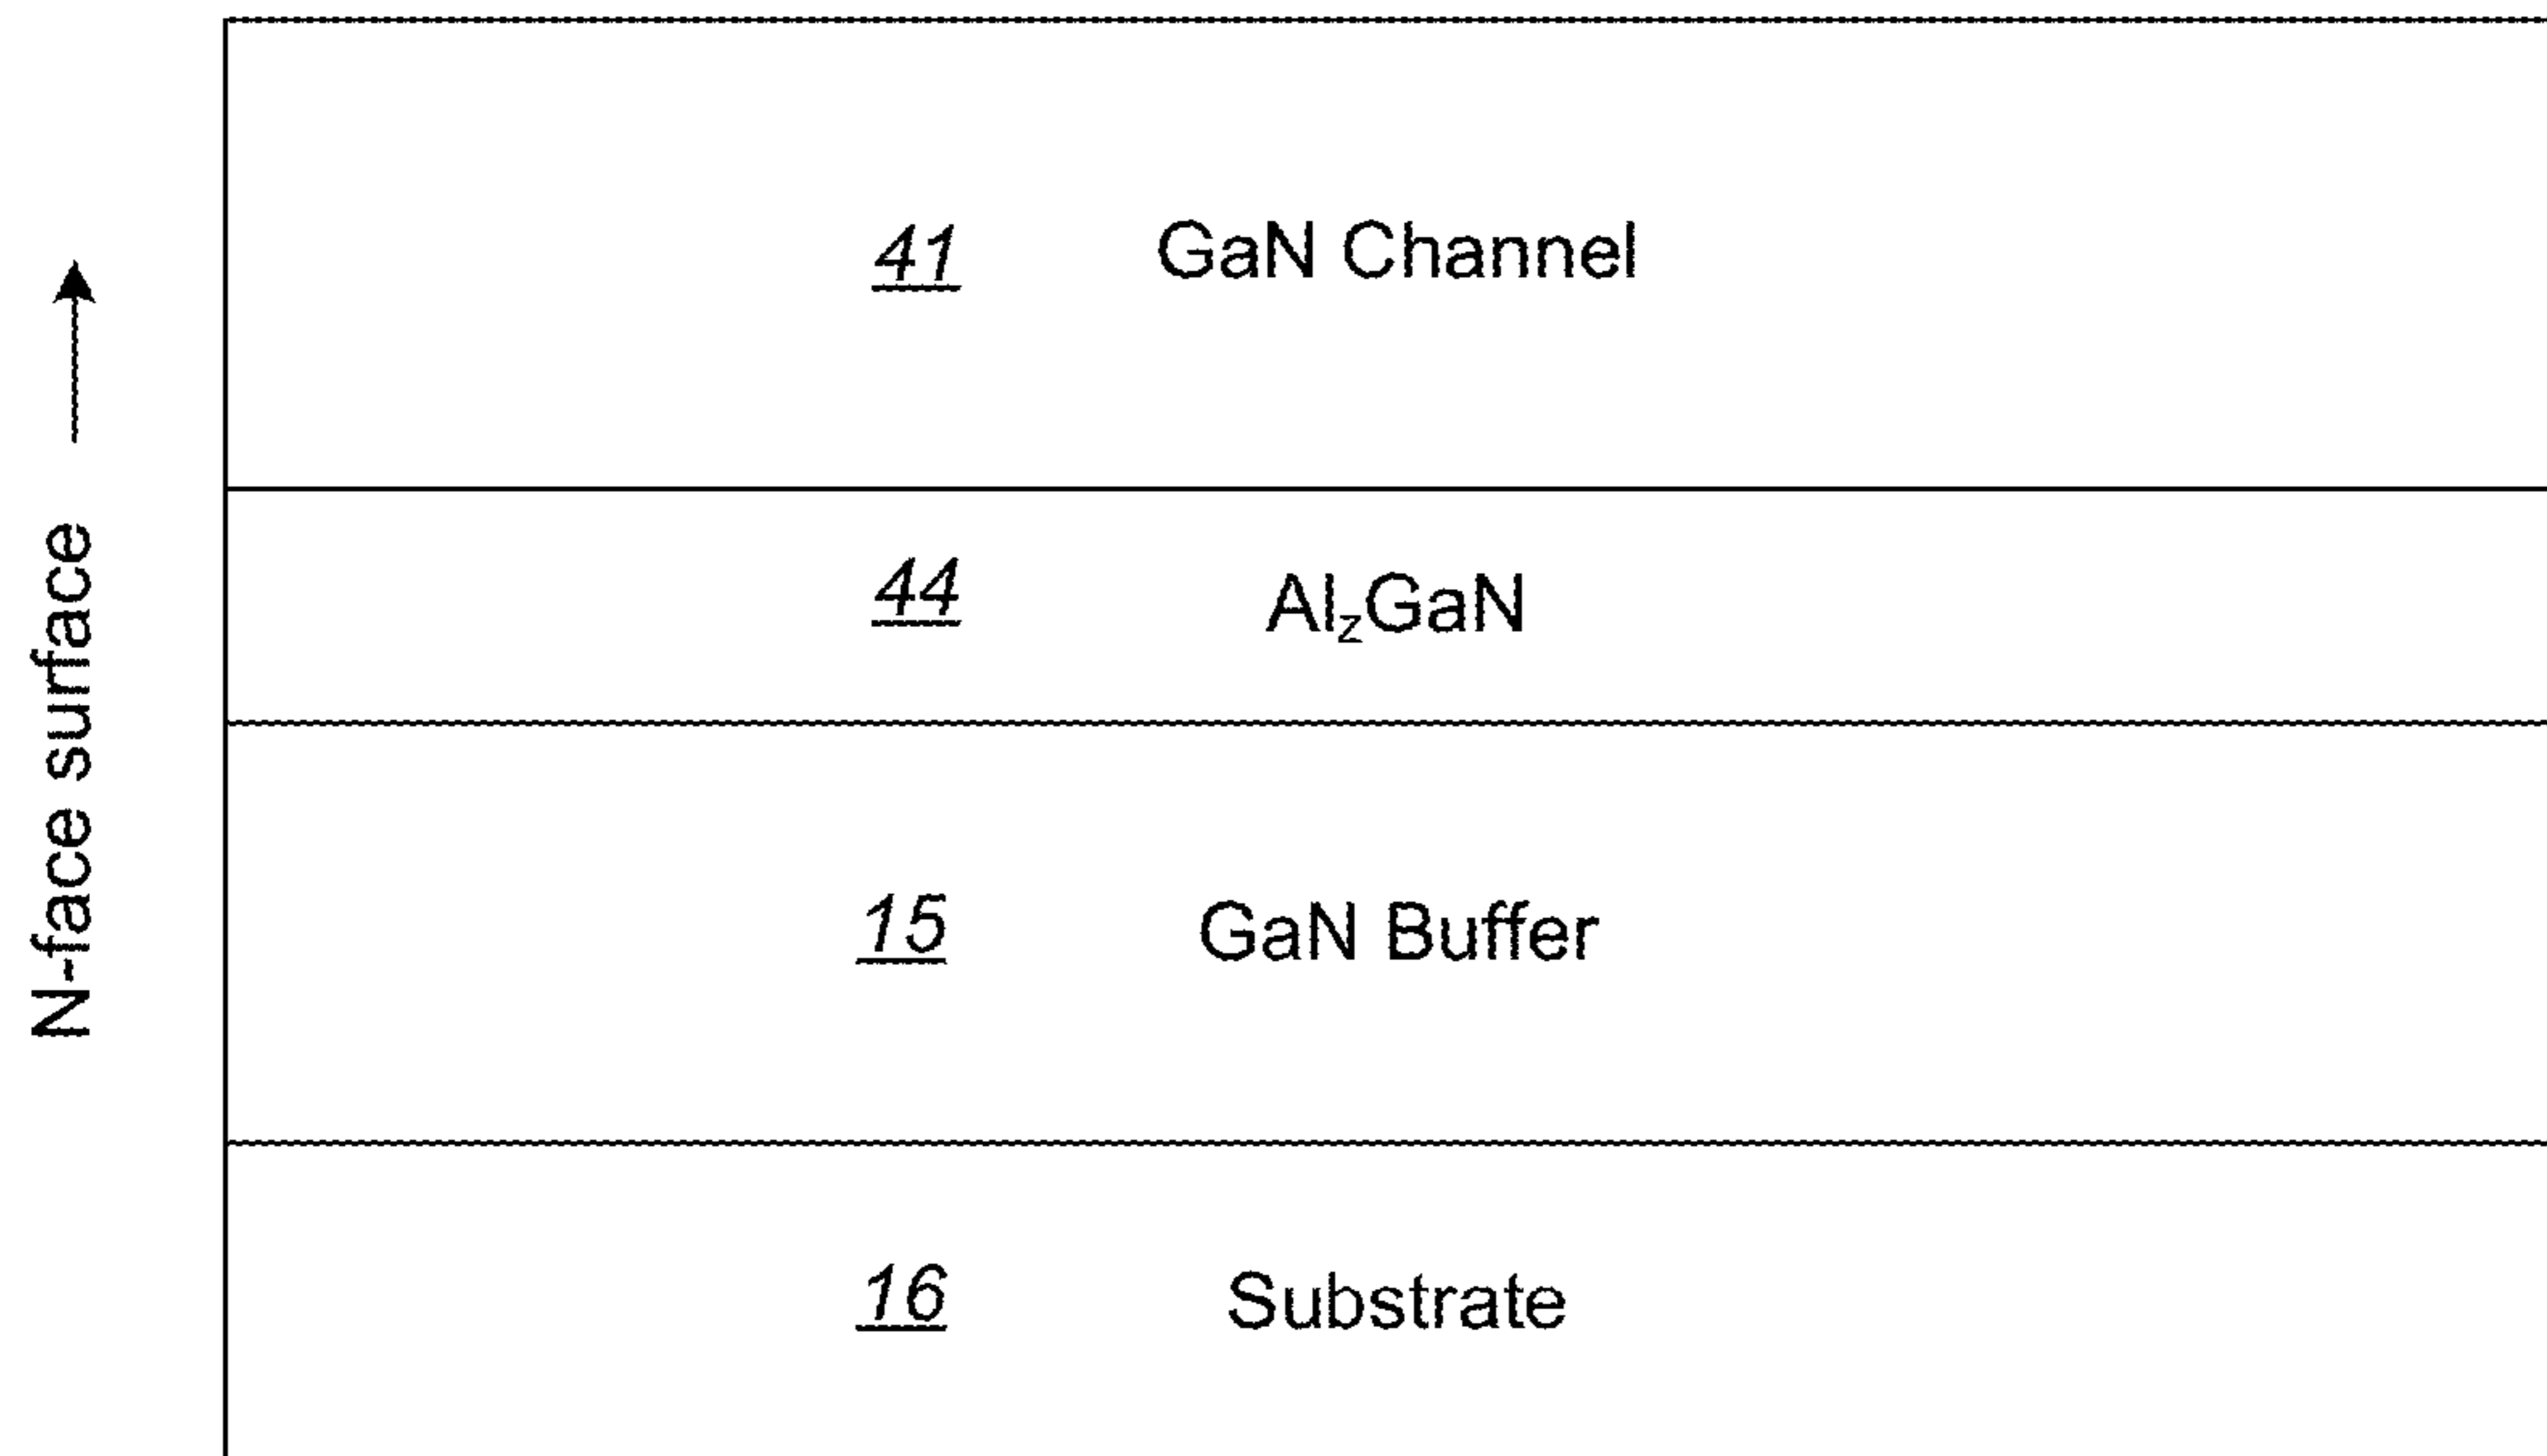 N-face surface
41 GaN Channel
44 AlzGaN
15 GaN Buffer
16 Substrate